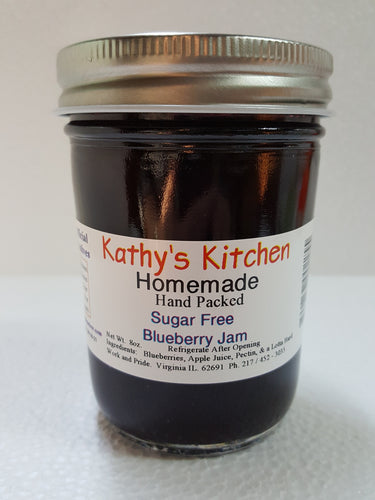 Kathy's Kitchen
Homemade
Hand Packed
Sugar Free
Blueberry Jam
Net Wt. 8oz. Refrigerate After Opening
Ingredients: Blueberries, Apple Juice, Pectin, & a Lotta Hard
Work and Pride. Virginia IL. 62691 Ph. 217 / 452 - 3035